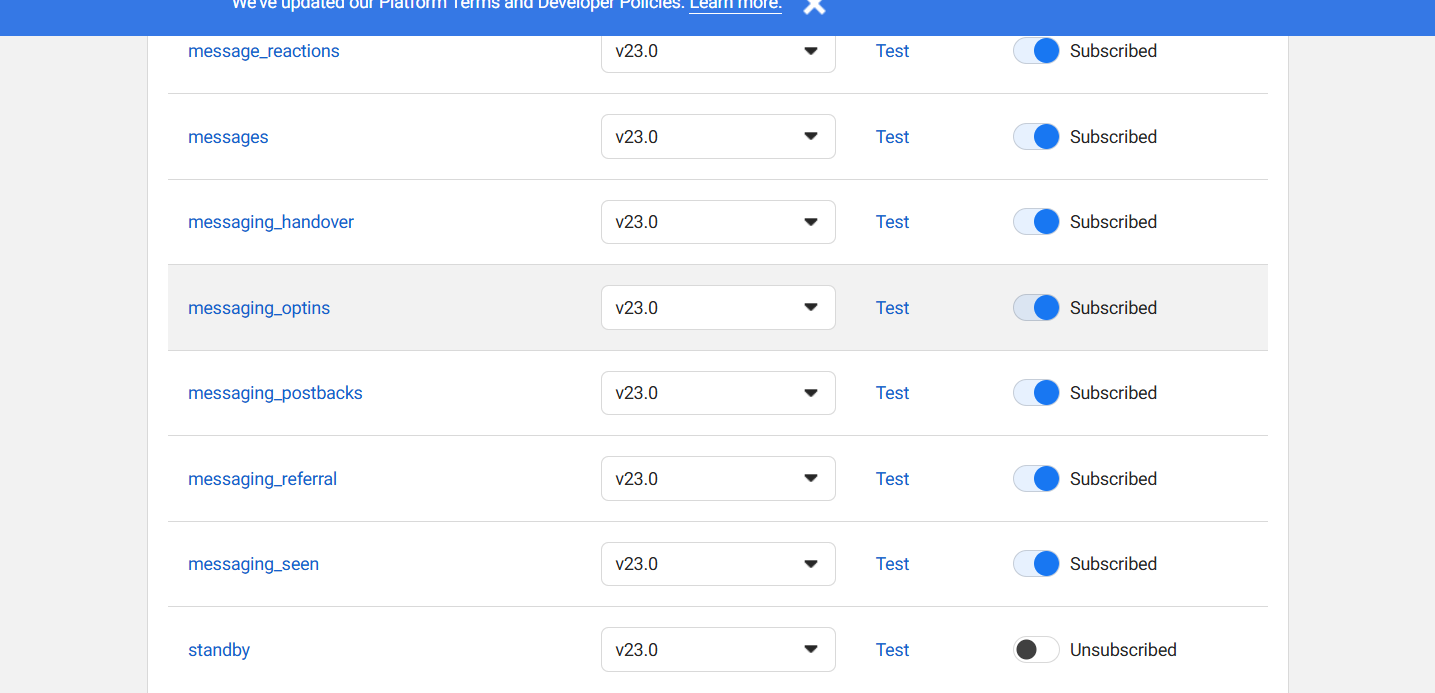 We've updated our Platform Terms and Developer Policies. Learn more.
message_reactions v23.0 Test Subscribed
messages v23.0 Test Subscribed
messaging_handover v23.0 Test Subscribed
messaging_optins v23.0 Test Subscribed
messaging_postbacks v23.0 Test Subscribed
messaging_referral v23.0 Test Subscribed
messaging_seen v23.0 Test Subscribed
standby v23.0 Test Unsubscribed